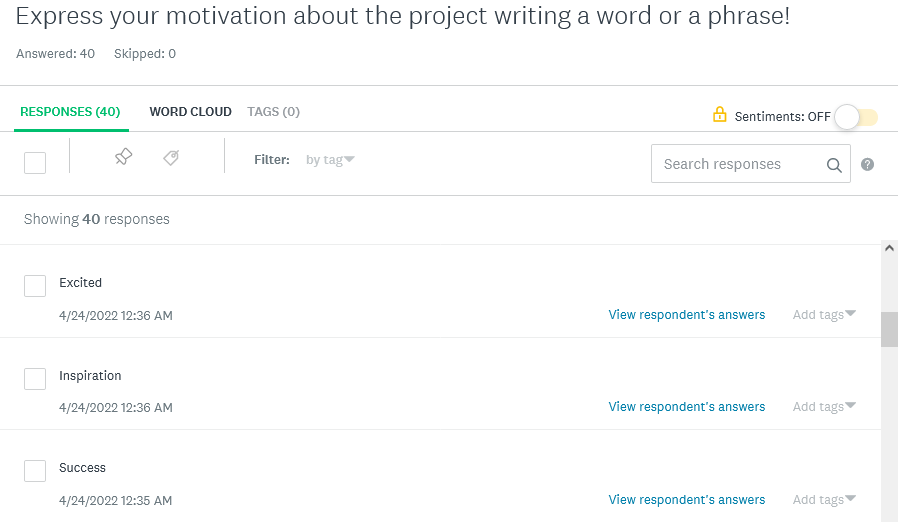 Express your motivation about the project writing a word or a phrase!
Answered: 40 Skipped: 0
RESPONSES (40) WORD CLOUD TAGS (0) Sentiments: OFF
Filter: by tag Search responses ?
Showing 40 responses
Excited
4/24/2022 12:36 AM View respondent's answers Add tags
Inspiration
4/24/2022 12:36 AM View respondent's answers Add tags
Success
4/24/2022 12:35 AM View respondent's answers Add tags